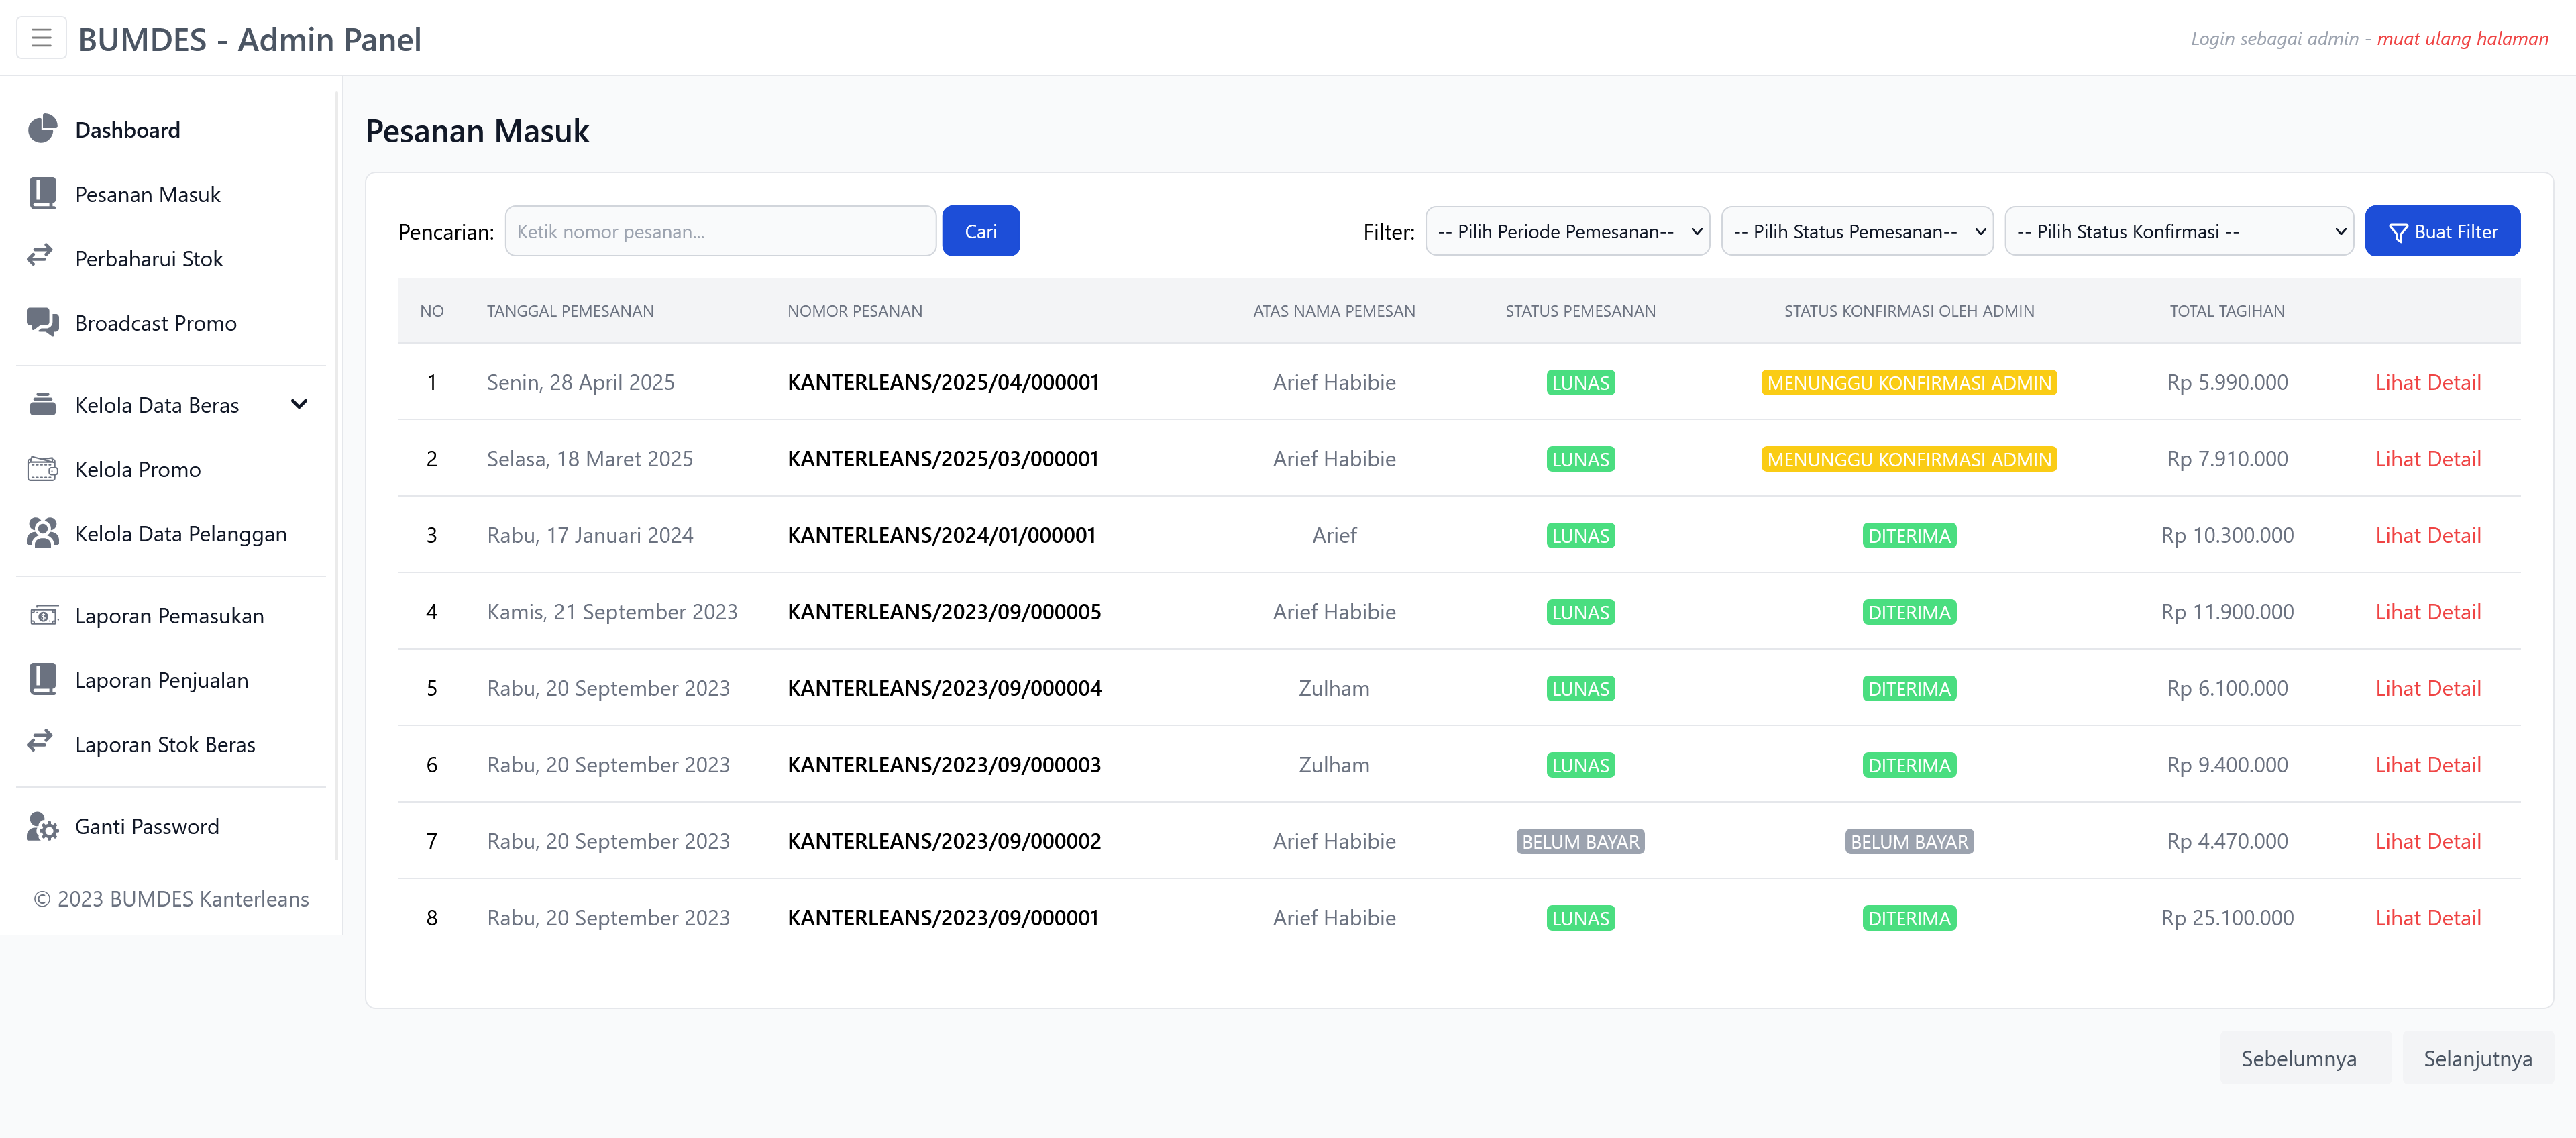 BUMDES - Admin Panel
Login sebagai admin - muat ulang halaman
Dashboard
Pesanan Masuk
Perbaharui Stok
Broadcast Promo
Kelola Data Beras
Kelola Promo
Kelola Data Pelanggan
Laporan Pemasukan
Laporan Penjualan
Laporan Stok Beras
Ganti Password
© 2023 BUMDES Kanterleans
Pesanan Masuk
Pencarian: Ketik nomor pesanan... Cari Filter: -- Pilih Periode Pemesanan-- -- Pilih Status Pemesanan-- -- Pilih Status Konfirmasi -- Buat Filter
NO TANGGAL PEMESANAN NOMOR PESANAN ATAS NAMA PEMESAN STATUS PEMESANAN STATUS KONFIRMASI OLEH ADMIN TOTAL TAGIHAN
1 Senin, 28 April 2025 KANTERLEANS/2025/04/000001 Arief Habibie LUNAS MENUNGGU KONFIRMASI ADMIN Rp 5.990.000 Lihat Detail
2 Selasa, 18 Maret 2025 KANTERLEANS/2025/03/000001 Arief Habibie LUNAS MENUNGGU KONFIRMASI ADMIN Rp 7.910.000 Lihat Detail
3 Rabu, 17 Januari 2024 KANTERLEANS/2024/01/000001 Arief LUNAS DITERIMA Rp 10.300.000 Lihat Detail
4 Kamis, 21 September 2023 KANTERLEANS/2023/09/000005 Arief Habibie LUNAS DITERIMA Rp 11.900.000 Lihat Detail
5 Rabu, 20 September 2023 KANTERLEANS/2023/09/000004 Zulham LUNAS DITERIMA Rp 6.100.000 Lihat Detail
6 Rabu, 20 September 2023 KANTERLEANS/2023/09/000003 Zulham LUNAS DITERIMA Rp 9.400.000 Lihat Detail
7 Rabu, 20 September 2023 KANTERLEANS/2023/09/000002 Arief Habibie BELUM BAYAR BELUM BAYAR Rp 4.470.000 Lihat Detail
8 Rabu, 20 September 2023 KANTERLEANS/2023/09/000001 Arief Habibie LUNAS DITERIMA Rp 25.100.000 Lihat Detail
Sebelumnya Selanjutnya